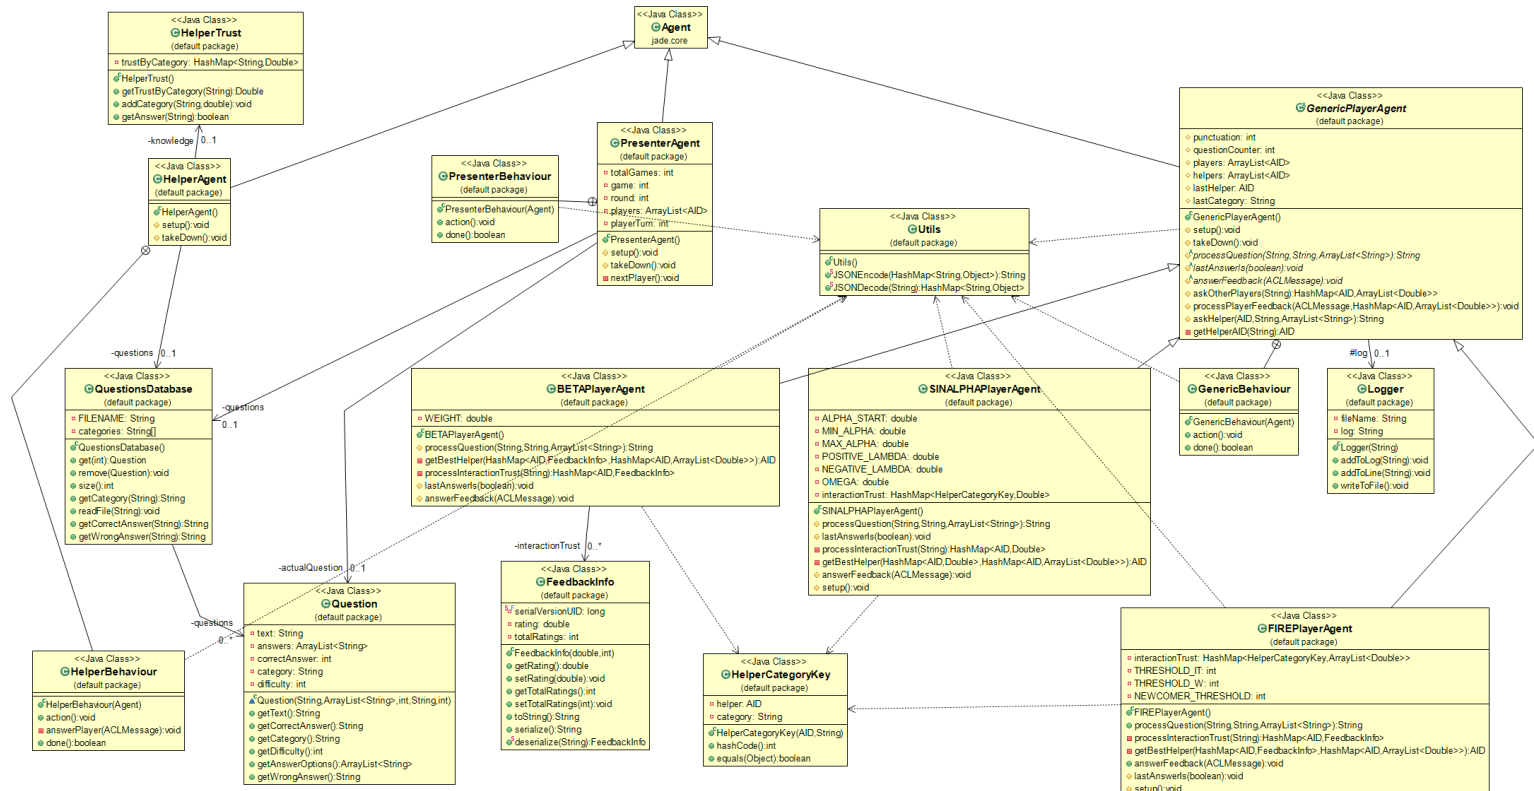 <<Java Class>>
HelperTrust
(default package)
trustByCategory: HashMap<String,Double>
HelperTrust()
getTrustByCategory(String):Double
addCategory(String,double):void
getAnswer(String):boolean
<<Java Class>>
Agent
jade.core
<<Java Class>>
GenericPlayerAgent
(default package)
punctuation: int
questionCounter: int
players: ArrayList<AID>
helpers: ArrayList<AID>
lastHelper: AID
lastCategory: String
GenericPlayerAgent()
setup():void
takeDown():void
processQuestion(String,String,ArrayList<String>):String
lastAnswerIs(boolean):void
answerFeedback(ACLMessage):void
askOtherPlayers(String):HashMap<AID,ArrayList<Double>>
processPlayerFeedback(ACLMessage,HashMap<AID,ArrayList<Double>>):void
askHelper(AID,String,ArrayList<String>):String
getHelperAID(String):AID
-knowledge 0..1
<<Java Class>>
HelperAgent
(default package)
HelperAgent()
setup():void
takeDown():void
<<Java Class>>
PresenterBehaviour
(default package)
PresenterBehaviour(Agent)
action():void
done():boolean
<<Java Class>>
PresenterAgent
(default package)
totalGames: int
game: int
round: int
players: ArrayList<AID>
playerTurn: int
PresenterAgent()
setup():void
takeDown():void
nextPlayer():void
<<Java Class>>
Utils
(default package)
Utils()
JSONEncode(HashMap<String,Object>):String
JSONDecode(String):HashMap<String,Object>
-questions 0..1
#log 0..1
<<Java Class>>
QuestionsDatabase
(default package)
FILENAME: String
categories: String[]
QuestionsDatabase()
get(int):Question
remove(Question):void
size():int
getCategory(String):String
readFile(String):void
getCorrectAnswer(String):String
getWrongAnswer(String):String
-questions
0..1
<<Java Class>>
BETAPlayerAgent
(default package)
WEIGHT: double
BETAPlayerAgent()
processQuestion(String,String,ArrayList<String>):String
getBestHelper(HashMap<AID,FeedbackInfo>,HashMap<AID,ArrayList<Double>>):AID
processInteractionTrust(String):HashMap<AID,FeedbackInfo>
lastAnswerIs(boolean):void
answerFeedback(ACLMessage):void
<<Java Class>>
SINALPHAPlayerAgent
(default package)
ALPHA_START: double
MIN_ALPHA: double
MAX_ALPHA: double
POSITIVE_LAMBDA: double
NEGATIVE_LAMBDA: double
OMEGA: double
interactionTrust: HashMap<HelperCategoryKey,Double>
SINALPHAPlayerAgent()
processQuestion(String,String,ArrayList<String>):String
lastAnswerIs(boolean):void
processInteractionTrust(String):HashMap<AID,Double>
getBestHelper(HashMap<AID,Double>,HashMap<AID,ArrayList<Double>>):AID
answerFeedback(ACLMessage):void
setup():void
<<Java Class>>
GenericBehaviour
(default package)
GenericBehaviour(Agent)
action():void
done():boolean
<<Java Class>>
Logger
(default package)
fileName: String
log: String
Logger(String)
addToLog(String):void
addToLine(String):void
writeToFile():void
-interactionTrust 0..*
-actualQuestion 0..1
-questions
0..*
<<Java Class>>
Question
(default package)
text: String
answers: ArrayList<String>
correctAnswer: int
category: String
difficulty: int
Question(String,ArrayList<String>,int,String,int)
getText():String
getCorrectAnswer():String
getCategory():String
getDifficulty():int
getAnswerOptions():ArrayList<String>
getWrongAnswer():String
<<Java Class>>
FeedbackInfo
(default package)
serialVersionUID: long
rating: double
totalRatings: int
FeedbackInfo(double,int)
getRating():double
setRating(double):void
getTotalRatings():int
setTotalRatings(int):void
toString():String
serialize():String
deserialize(String):FeedbackInfo
<<Java Class>>
HelperBehaviour
(default package)
HelperBehaviour(Agent)
action():void
answerPlayer(ACLMessage):void
done():boolean
<<Java Class>>
HelperCategoryKey
(default package)
helper: AID
category: String
HelperCategoryKey(AID,String)
hashCode():int
equals(Object):boolean
<<Java Class>>
FIREPlayerAgent
(default package)
interactionTrust: HashMap<HelperCategoryKey,ArrayList<Double>>
THRESHOLD_IT: int
THRESHOLD_W: int
NEWCOMER_THRESHOLD: int
FIREPlayerAgent()
processQuestion(String,String,ArrayList<String>):String
processInteractionTrust(String):HashMap<AID,FeedbackInfo>
getBestHelper(HashMap<AID,FeedbackInfo>,HashMap<AID,ArrayList<Double>>):AID
answerFeedback(ACLMessage):void
lastAnswerIs(boolean):void
setup():void